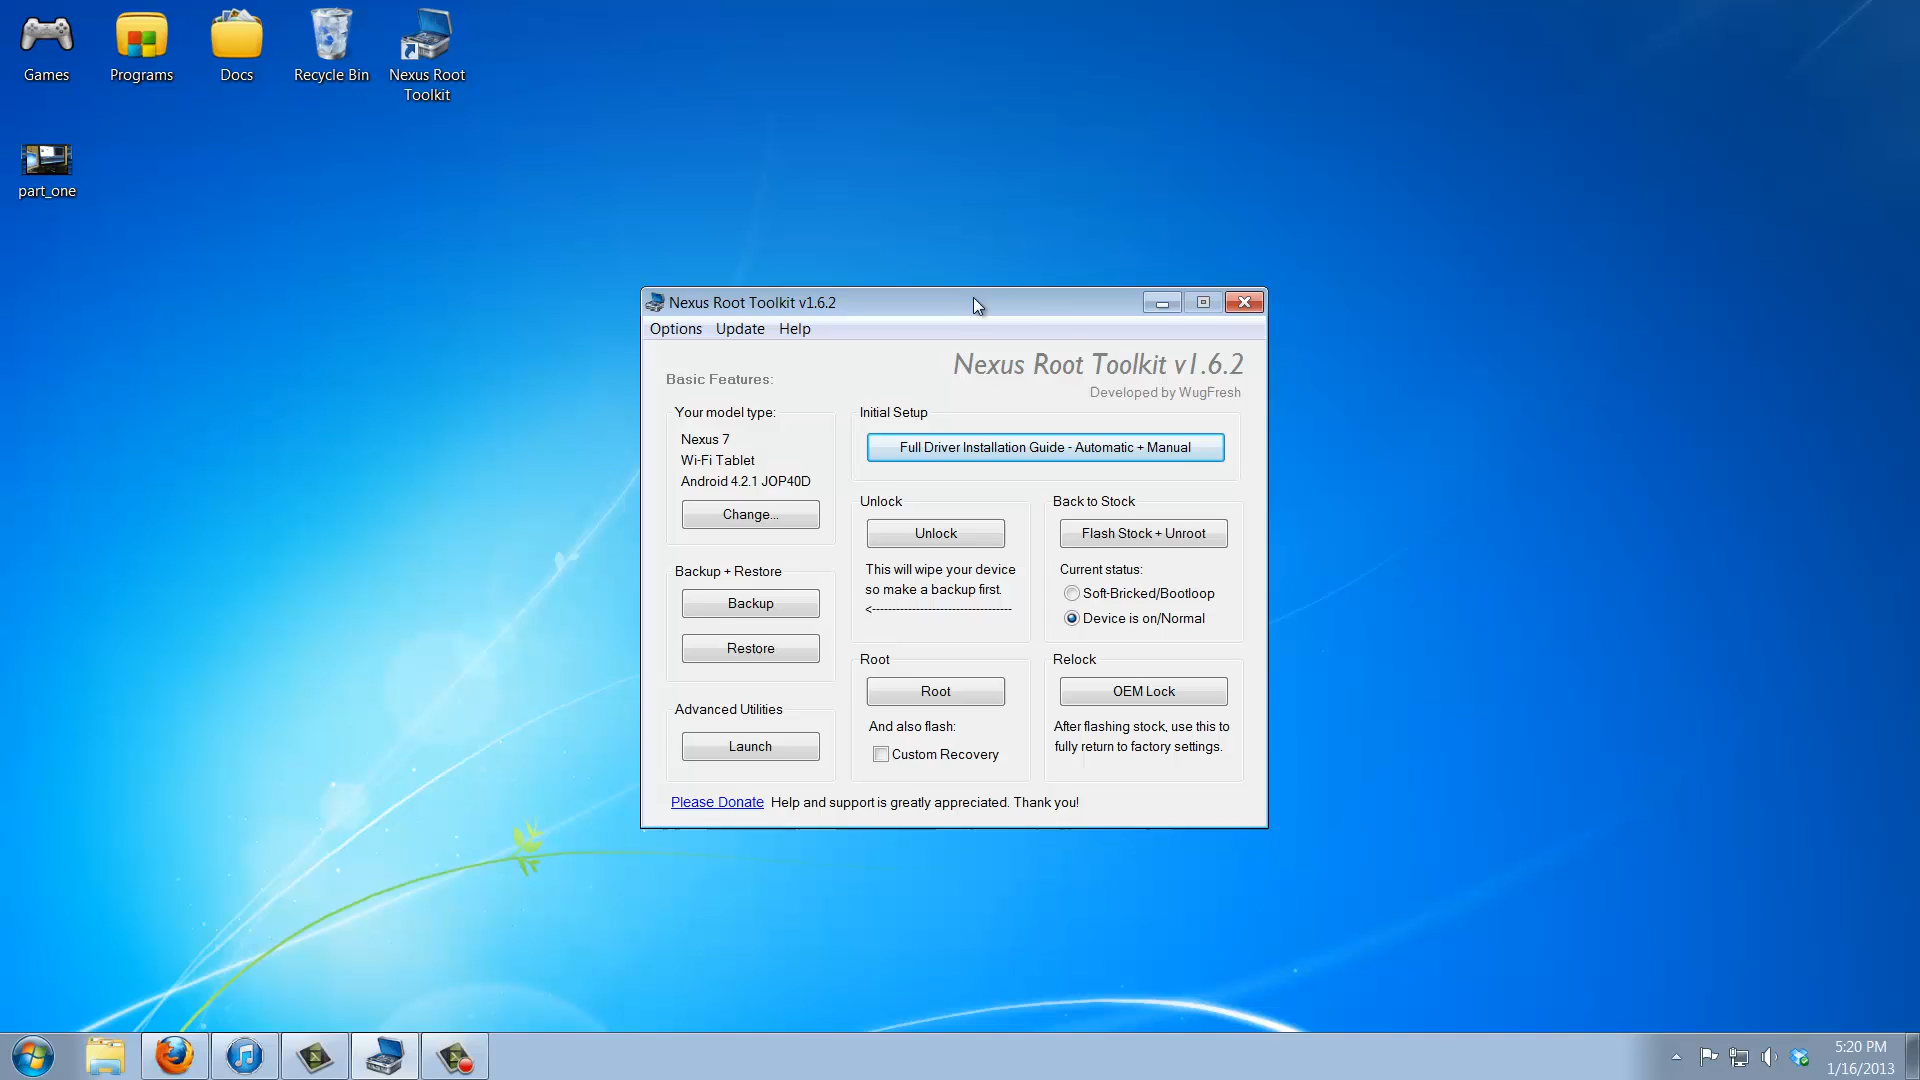 Games
Programs
Docs
Recycle Bin
Nexus Root
Toolkit
part_one
Nexus Root Toolkit v1.6.2
Options Update Help
Nexus Root Toolkit v1.6.2
Developed by WugFresh
Basic Features:
Your model type:
Nexus 7
Wi-Fi Tablet
Android 4.2.1 JOP40D
Change...
Initial Setup
Full Driver Installation Guide - Automatic + Manual
Unlock
Unlock
This will wipe your device
so make a backup first.
<-----------------------------------
Back to Stock
Flash Stock + Unroot
Current status:
Soft-Bricked/Bootloop
Device is on/Normal
Backup + Restore
Backup
Restore
Root
Root
And also flash:
Custom Recovery
Relock
OEM Lock
After flashing stock, use this to
fully return to factory settings.
Advanced Utilities
Launch
Please Donate Help and support is greatly appreciated. Thank you!
5:20 PM
1/16/2013